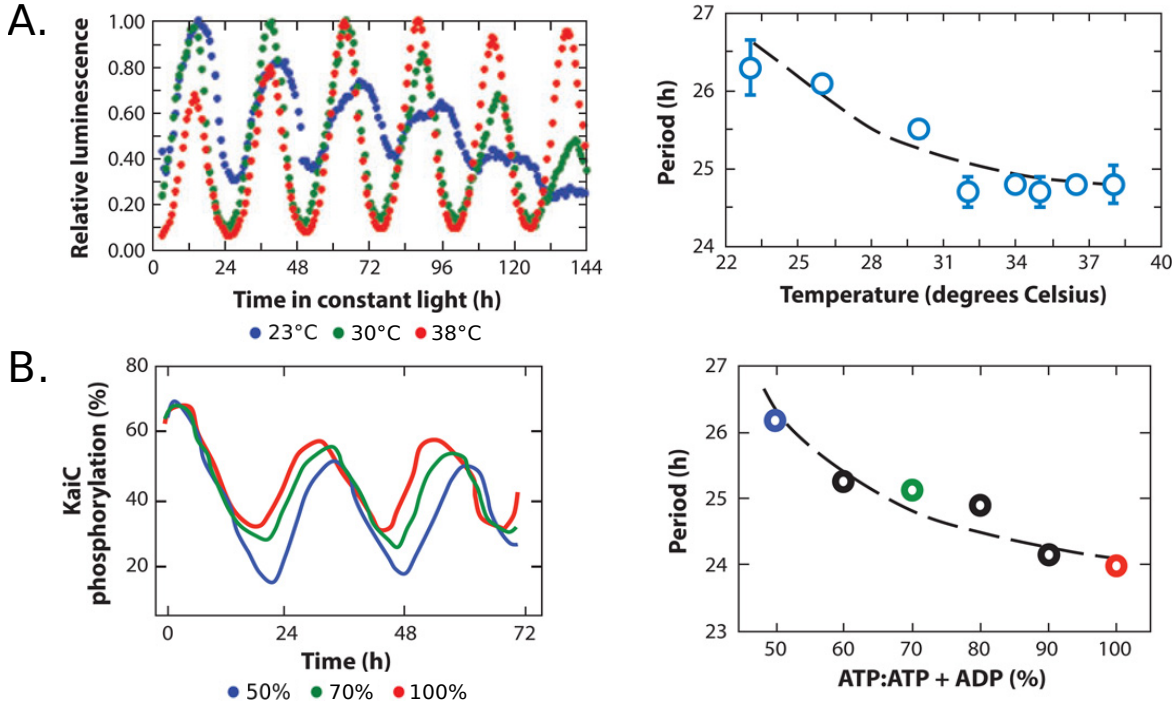 A.
Relative luminescence
1.00
0.80
0.60
0.40
0.20
0.00
0 24 48 72 96 120 144
Time in constant light (h)
23°C 30°C 38°C
Period (h)
27
26
25
24
22 25 28 31 34 37 40
Temperature (degrees Celsius)
B.
KaiC
phosphorylation (%)
80
60
40
20
0 24 48 72
Time (h)
50% 70% 100%
Period (h)
27
26
25
24
23
50 60 70 80 90 100
ATP:ATP + ADP (%)